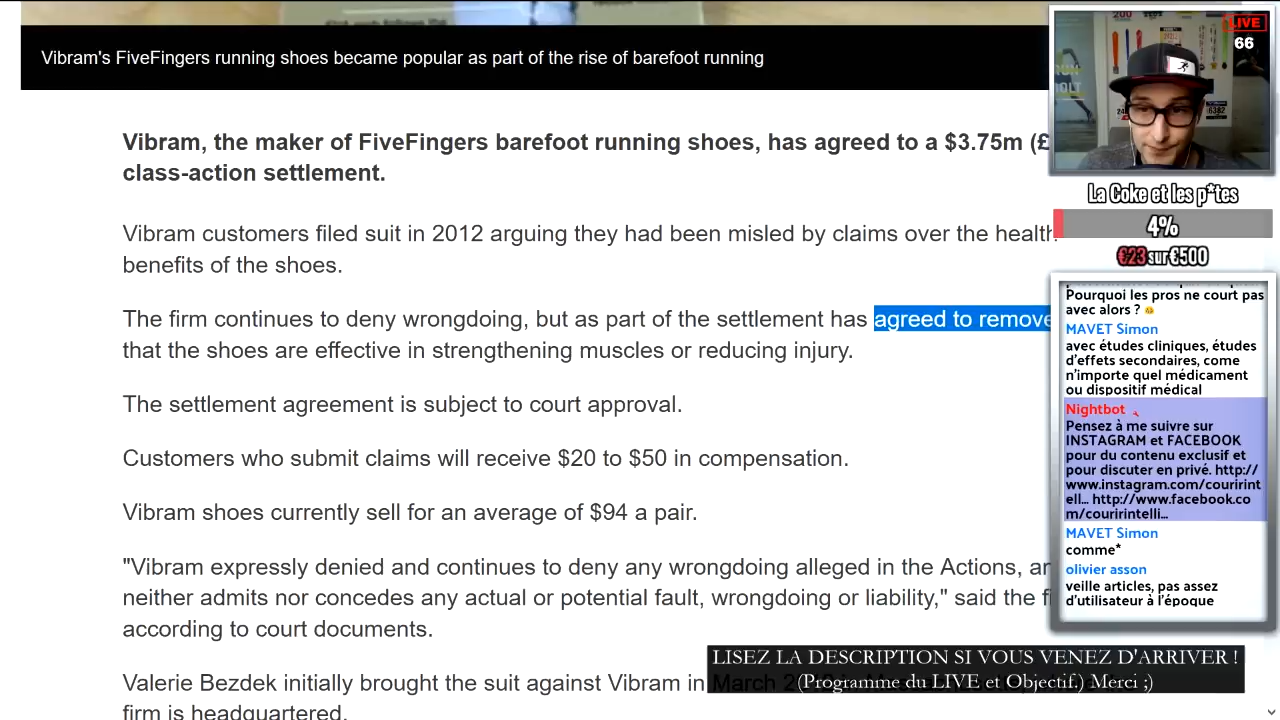 Vibram's FiveFingers running shoes became popular as part of the rise of barefoot running
Vibram, the maker of FiveFingers barefoot running shoes, has agreed to a $3.75m (£
class-action settlement.
Vibram customers filed suit in 2012 arguing they had been misled by claims over the health
benefits of the shoes.
The firm continues to deny wrongdoing, but as part of the settlement has agreed to remove
that the shoes are effective in strengthening muscles or reducing injury.
The settlement agreement is subject to court approval.
Customers who submit claims will receive $20 to $50 in compensation.
Vibram shoes currently sell for an average of $94 a pair.
"Vibram expressly denied and continues to deny any wrongdoing alleged in the Actions, an
neither admits nor concedes any actual or potential fault, wrongdoing or liability," said the fi
according to court documents.
Valerie Bezdek initially brought the suit against Vibram in March
firm is headquartered.
LIVE
66
La Coke et les p*tes
4%
€23 sur €500
Pourquoi les pros ne court pas
avec alors ?
MAVET Simon
avec études cliniques, études
d'effets secondaires, come
n'importe quel médicament
ou dispositif médical
Nightbot
Pensez à me suivre sur
INSTAGRAM et FACEBOOK
pour du contenu exclusif et
pour discuter en privé. http://
www.instagram.com/courirint
ell... http://www.facebook.co
m/couririntelli...
MAVET Simon
comme*
olivier asson
veille articles, pas assez
d'utilisateur à l'époque
LISEZ LA DESCRIPTION SI VOUS VENEZ D'ARRIVER !
(Programme du LIVE et Objectif.) Merci ;)